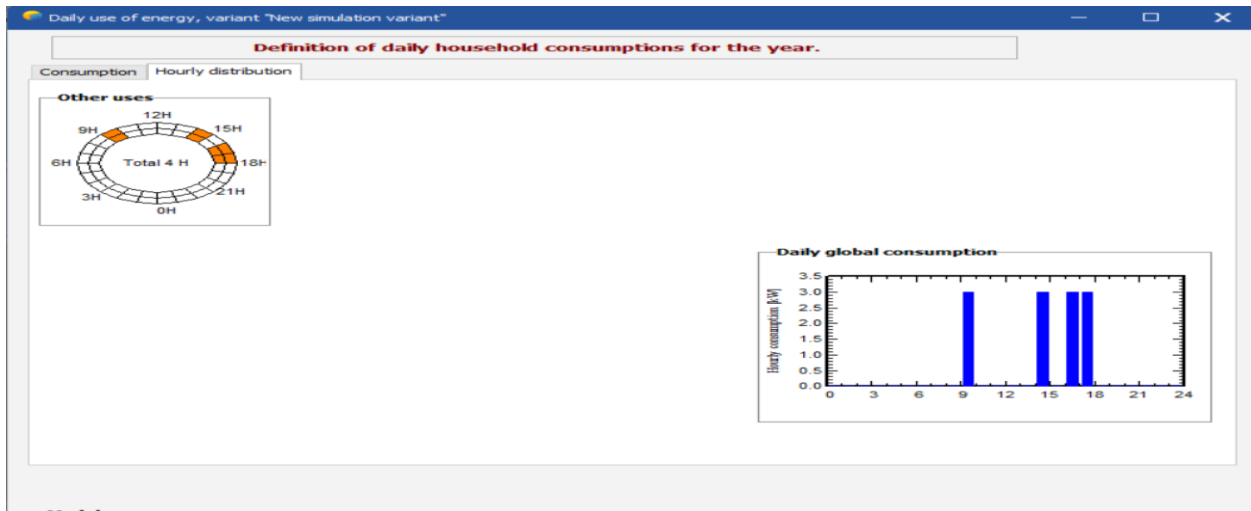 Daily use of energy, variant "New simulation variant"
Definition of daily household consumptions for the year.
Consumption
Hourly distribution
Other uses
12H
9H
15H
6H
Total 4 H
18H
3H
21H
0H
Daily global consumption
Hourly consumption [kW]
3.5
3.0
2.5
2.0
1.5
1.0
0.5
0.0
0 3 6 9 12 15 18 21 24